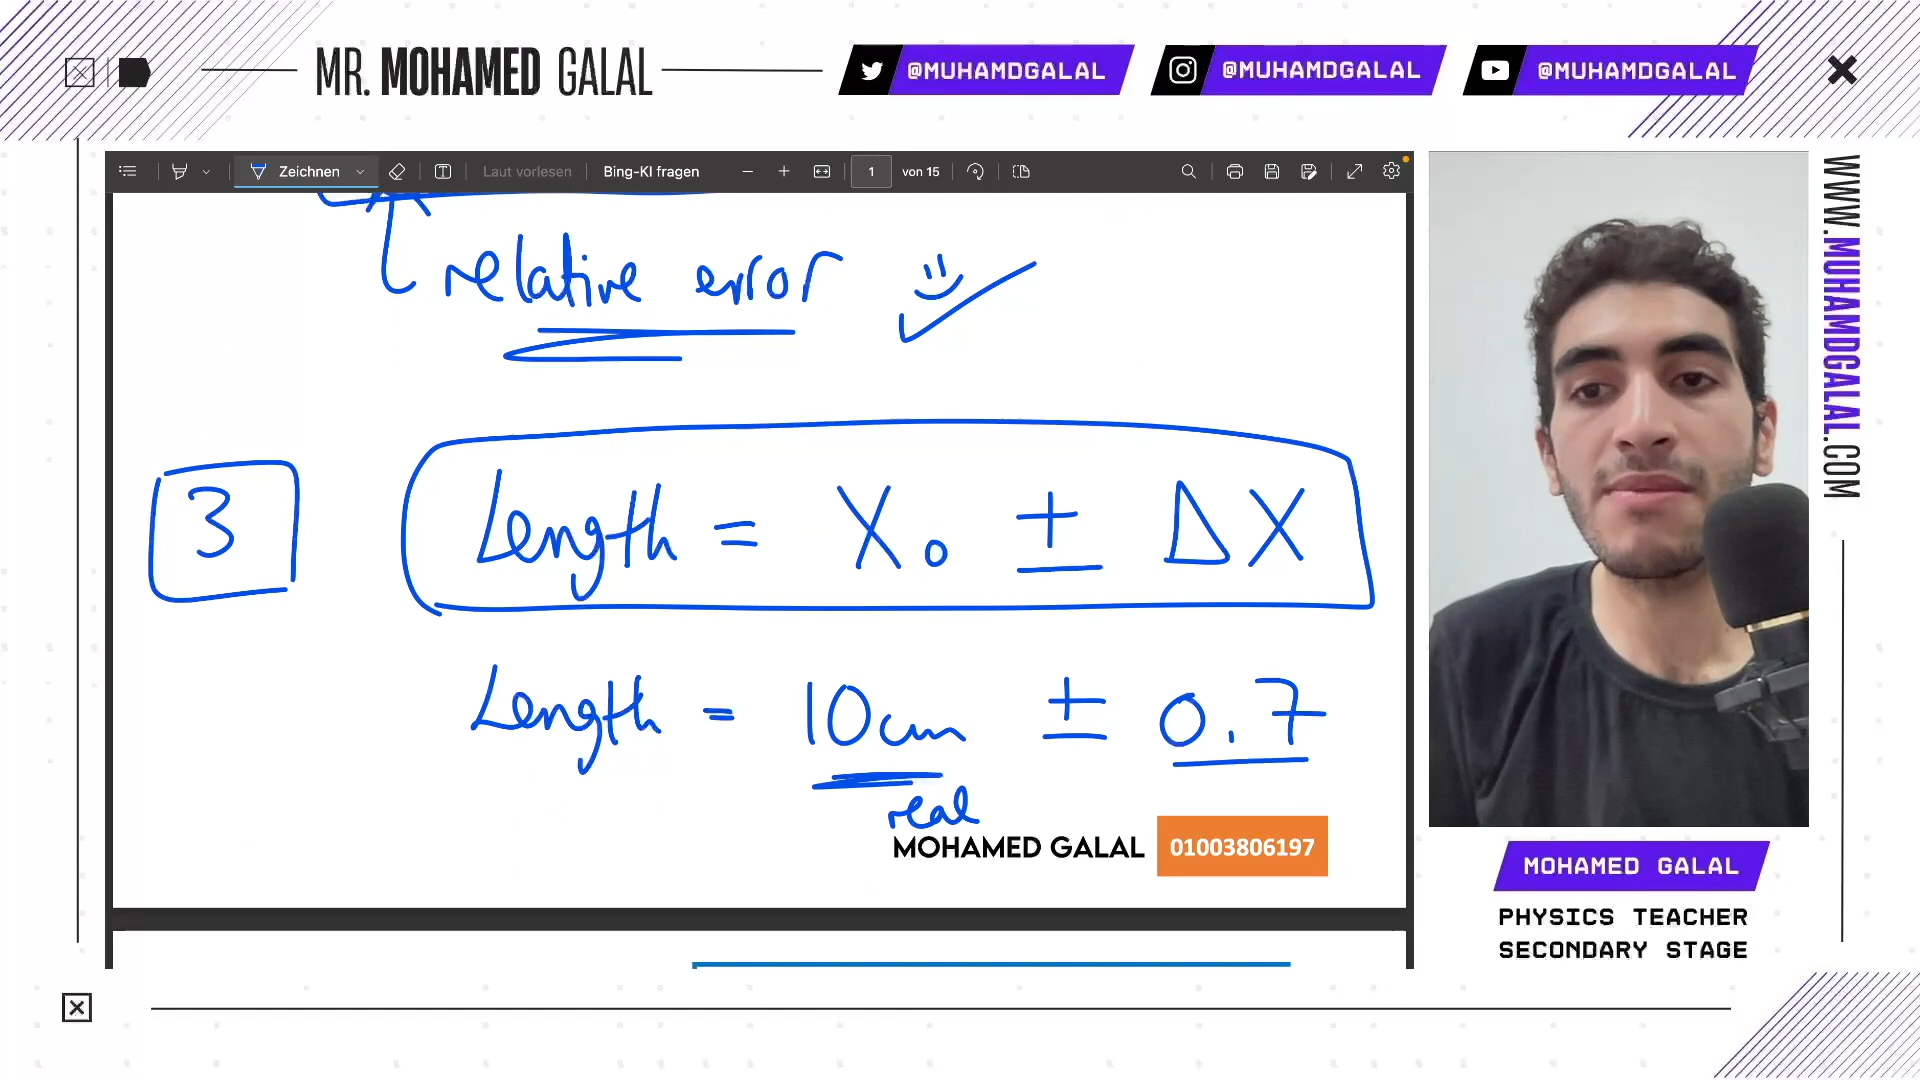 MR. MOHAMED GALAL
@MUHAMDGALAL
@MUHAMDGALAL
@MUHAMDGALAL
Zeichnen
Laut vorlesen
Bing-KI fragen
1 von 15
relative error
3
Length = X₀ ± ΔX
Length = 10cm ± 0.7
real
MOHAMED GALAL 01003806197
WWW.MUHAMDGALAL.COM
MOHAMED GALAL
PHYSICS TEACHER
SECONDARY STAGE